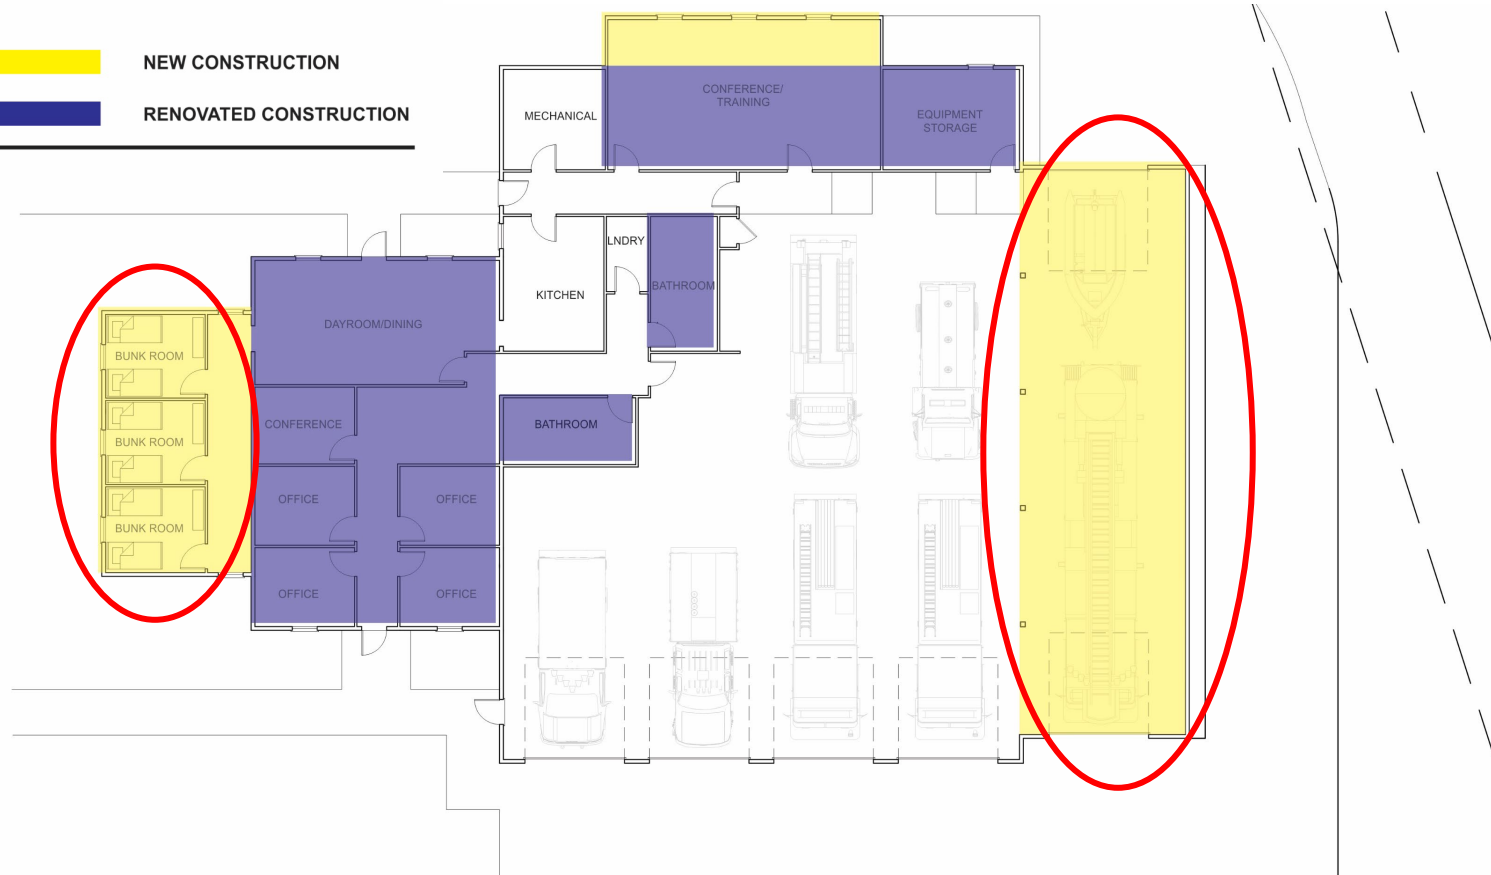 NEW CONSTRUCTION
RENOVATED CONSTRUCTION
MECHANICAL
CONFERENCE/
TRAINING
EQUIPMENT
STORAGE
LNDRY
BATHROOM
KITCHEN
DAYROOM/DINING
BUNK ROOM
BUNK ROOM
BUNK ROOM
CONFERENCE
BATHROOM
OFFICE
OFFICE
OFFICE
OFFICE